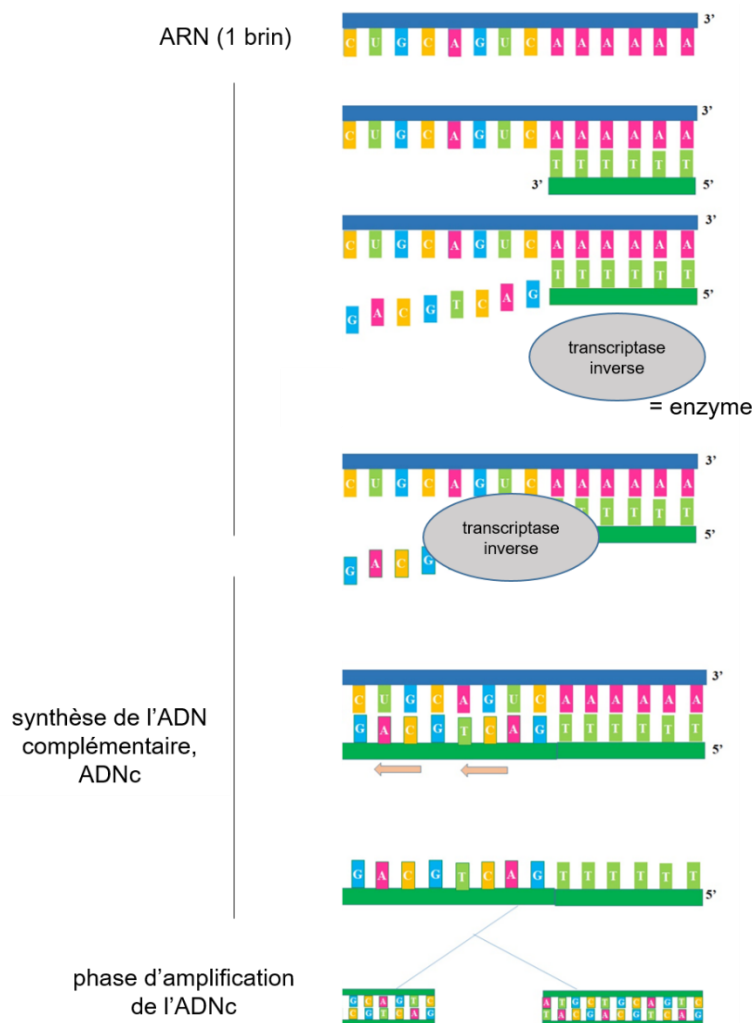 ARN (1 brin)
3'
C U G C A G U C A A A A A A
3'
C U G C A G U C A A A A A A
T T T T T T
3' 5'
3'
C U G C A G U C A A A A A A
T T T T T T
G A C G T C A G 5'
transcriptase
inverse
= enzyme
3'
C U G C A G U C A A A A A A
T T T T T
transcriptase
inverse
5'
G A C G
3'
C U G C A G U C A A A A A A
G A C G T C A G T T T T T T
5'
synthèse de l'ADN
complémentaire,
ADNc
G A C G T C A G T T T T T T
5'
phase d'amplification
de l'ADNc
G C A G T C
C G T C A G
A T G C T G C A G T C
T A C G A C G T C A G